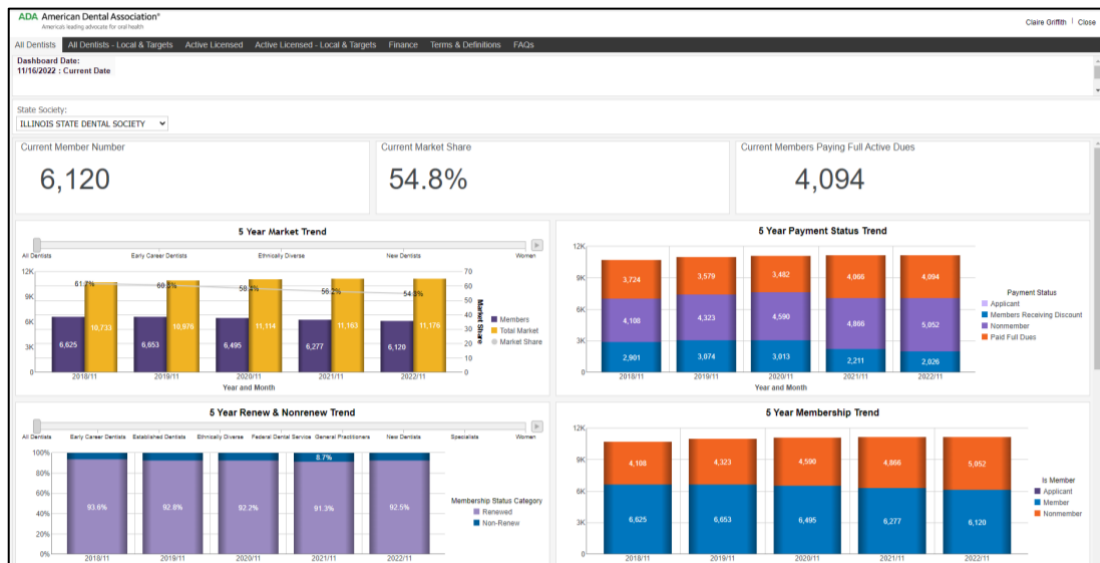 ADA American Dental Association®
America's leading advocate for oral health
Claire Griffith | Close
All Dentists All Dentists - Local & Targets Active Licensed Active Licensed - Local & Targets Finance Terms & Definitions FAQs
Dashboard Date:
11/16/2022 : Current Date
State Society:
ILLINOIS STATE DENTAL SOCIETY
Current Member Number
6,120
Current Market Share
54.8%
Current Members Paying Full Active Dues
4,094
5 Year Market Trend
All Dentists Early Career Dentists Ethnically Diverse New Dentists Women
12K
9K
6K
3K
0
61.7% 60.6% 58.4% 56.2% 54.8%
10,733 10,976 11,114 11,163 11,178
6,625 6,653 6,495 6,277 6,120
70
60
50
40
30
20
10
0
Market Share
Members
Total Market
Market Share
2018/11 2019/11 2020/11 2021/11 2022/11
Year and Month
5 Year Payment Status Trend
12K
9K
6K
3K
0
3,724 3,579 3,482 4,066 4,094
4,108 4,323 4,590 4,866 5,052
2,901 3,074 3,013 2,211 2,026
Payment Status
Applicant
Members Receiving Discount
Nonmember
Paid Full Dues
2018/11 2019/11 2020/11 2021/11 2022/11
Year and Month
5 Year Renew & Nonrenew Trend
All Dentists Early Career Dentists Established Dentists Ethnically Diverse Federal Dental Service General Practitioners New Dentists Specialists Women
100%
80%
60%
40%
20%
0%
8.7%
93.6% 92.8% 92.2% 91.3% 92.5%
Membership Status Category
Renewed
Non-Renew
2018/11 2019/11 2020/11 2021/11 2022/11
5 Year Membership Trend
12K
9K
6K
3K
0
4,108 4,323 4,590 4,866 5,052
6,625 6,653 6,495 6,277 6,120
Is Member
Applicant
Member
Nonmember
2018/11 2019/11 2020/11 2021/11 2022/11